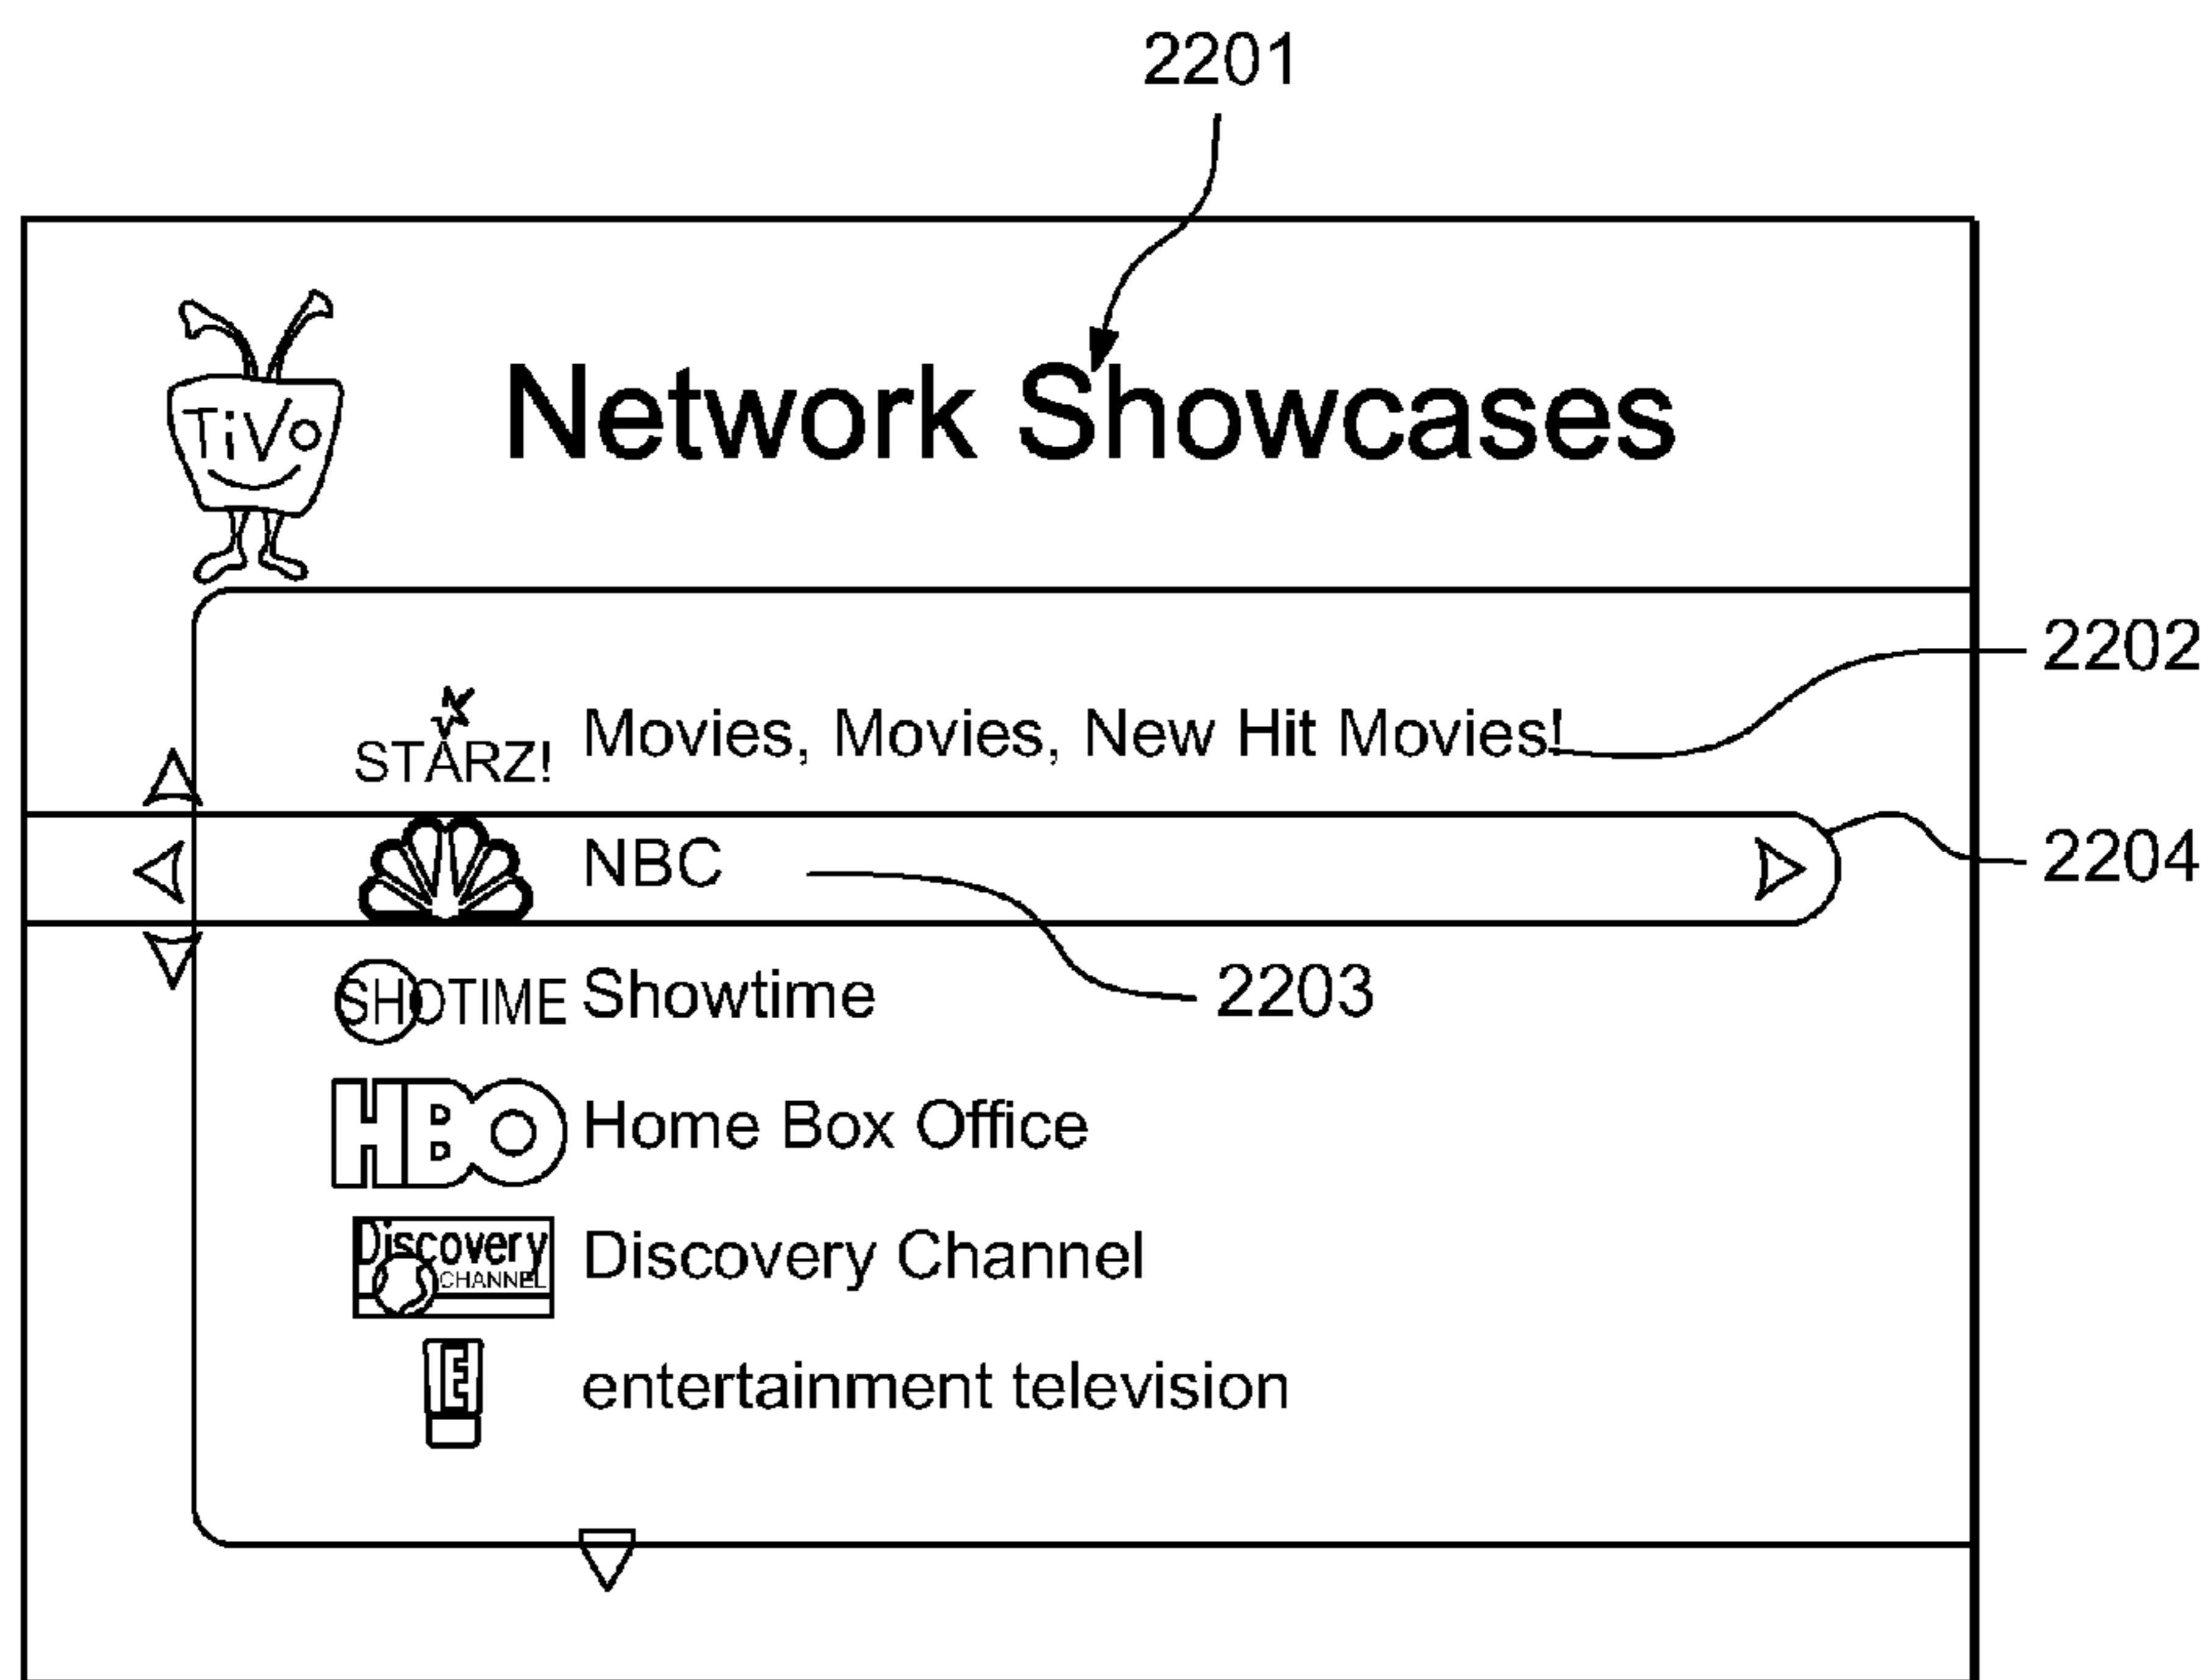 2201
TiVo
Network Showcases
2202
STARZ! Movies, Movies, New Hit Movies!
NBC
2204
SHOTIME Showtime
2203
HBO Home Box Office
Discovery CHANNEL Discovery Channel
E entertainment television